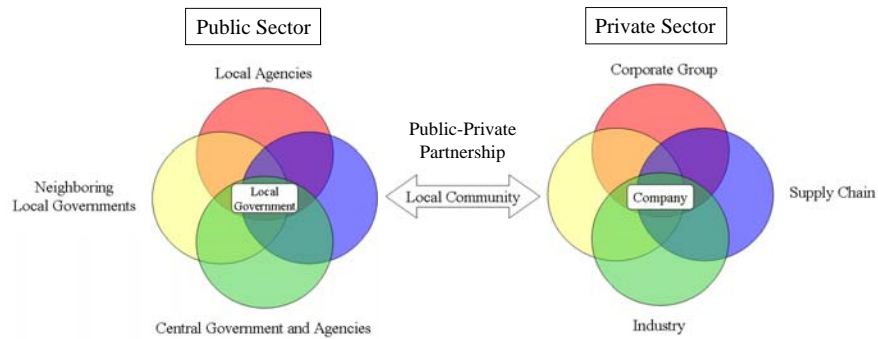 Public Sector
Private Sector
Local Agencies
Corporate Group
Public-Private
Partnership
Neighboring
Local Governments
Local
Government
Local Community
Company
Supply Chain
Central Government and Agencies
Industry